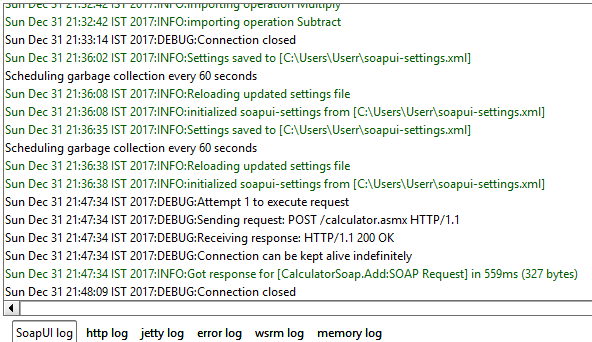 Sun Dec 31 21:32:42 IST 2017:INFO:importing operation Multiply
Sun Dec 31 21:32:42 IST 2017:INFO:importing operation Subtract
Sun Dec 31 21:33:14 IST 2017:DEBUG:Connection closed
Sun Dec 31 21:36:02 IST 2017:INFO:Settings saved to [C:\Users\Userr\soapui-settings.xml]
Scheduling garbage collection every 60 seconds
Sun Dec 31 21:36:08 IST 2017:INFO:Reloading updated settings file
Sun Dec 31 21:36:08 IST 2017:INFO:initialized soapui-settings from [C:\Users\Userr\soapui-settings.xml]
Sun Dec 31 21:36:35 IST 2017:INFO:Settings saved to [C:\Users\Userr\soapui-settings.xml]
Scheduling garbage collection every 60 seconds
Sun Dec 31 21:36:38 IST 2017:INFO:Reloading updated settings file
Sun Dec 31 21:36:38 IST 2017:INFO:initialized soapui-settings from [C:\Users\Userr\soapui-settings.xml]
Sun Dec 31 21:47:34 IST 2017:DEBUG:Attempt 1 to execute request
Sun Dec 31 21:47:34 IST 2017:DEBUG:Sending request: POST /calculator.asmx HTTP/1.1
Sun Dec 31 21:47:34 IST 2017:DEBUG:Receiving response: HTTP/1.1 200 OK
Sun Dec 31 21:47:34 IST 2017:DEBUG:Connection can be kept alive indefinitely
Sun Dec 31 21:47:34 IST 2017:INFO:Got response for [CalculatorSoap.Add:SOAP Request] in 559ms (327 bytes)
Sun Dec 31 21:48:09 IST 2017:DEBUG:Connection closed
SoapUI log http log jetty log error log wsrm log memory log